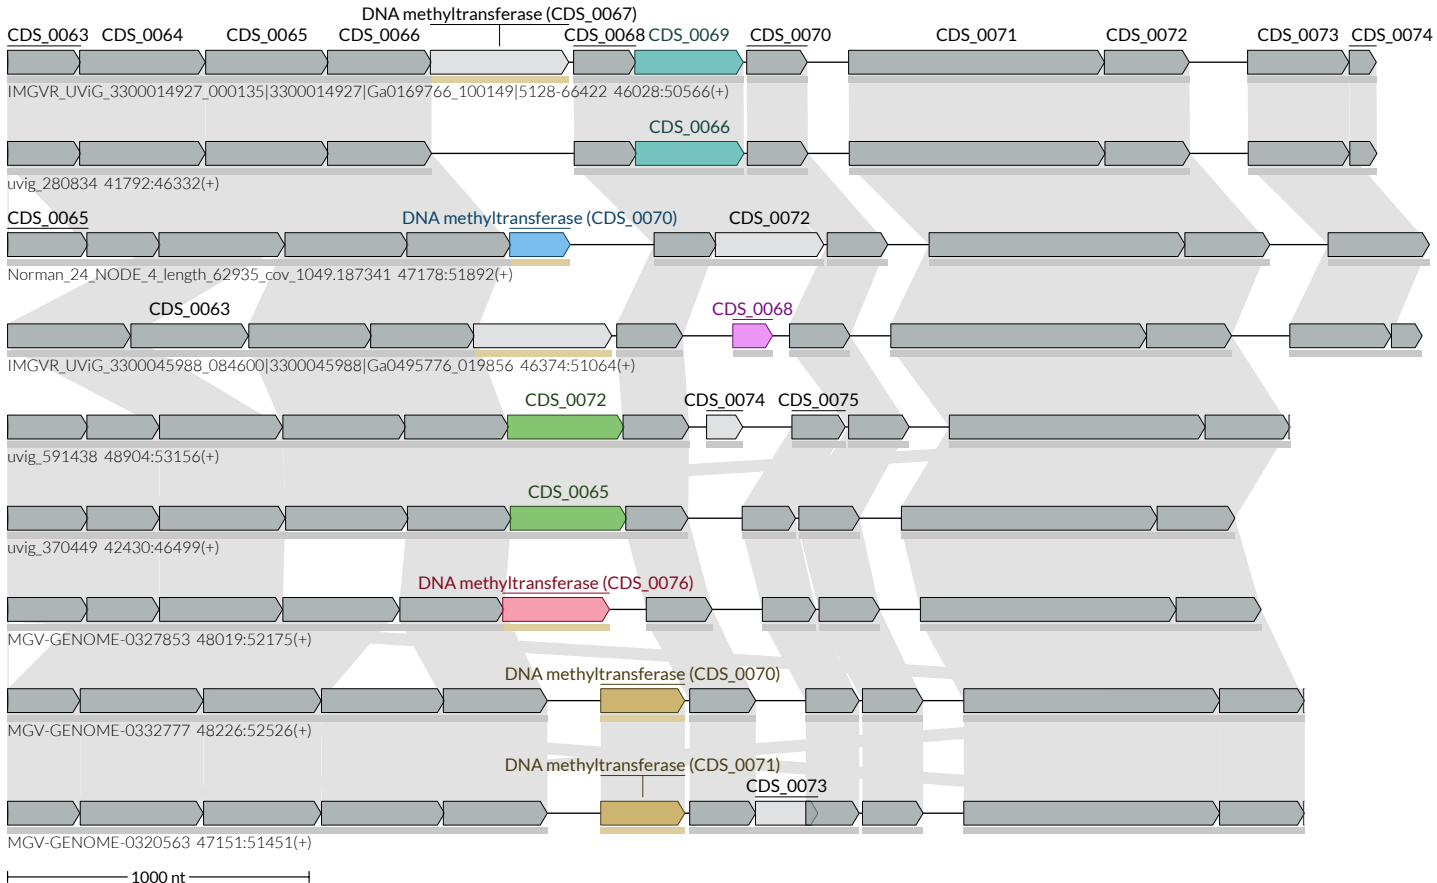 DNA methyltransferase (CDS_0067)
CDS_0063 CDS_0064 CDS_0065 CDS_0066 CDS_0068 CDS_0069 CDS_0070 CDS_0071 CDS_0072 CDS_0073 CDS_0074
IMGVR_UViG_3300014927_000135|3300014927|Ga0169766_100149|5128-66422 46028:50566(+)
CDS_0066
uvig_280834 41792:46332(+)
CDS_0065 DNA methyltransferase (CDS_0070) CDS_0072
Norman_24_NODE_4_length_62935_cov_1049.187341 47178:51892(+)
CDS_0063 CDS_0068
IMGVR_UViG_3300045988_084600|3300045988|Ga0495776_019856 46374:51064(+)
CDS_0072 CDS_0074 CDS_0075
uvig_591438 48904:53156(+)
CDS_0065
uvig_370449 42430:46499(+)
DNA methyltransferase (CDS_0076)
MGV-GENOME-0327853 48019:52175(+)
DNA methyltransferase (CDS_0070)
MGV-GENOME-0332777 48226:52526(+)
DNA methyltransferase (CDS_0071)
CDS_0073
MGV-GENOME-0320563 47151:51451(+)
1000 nt